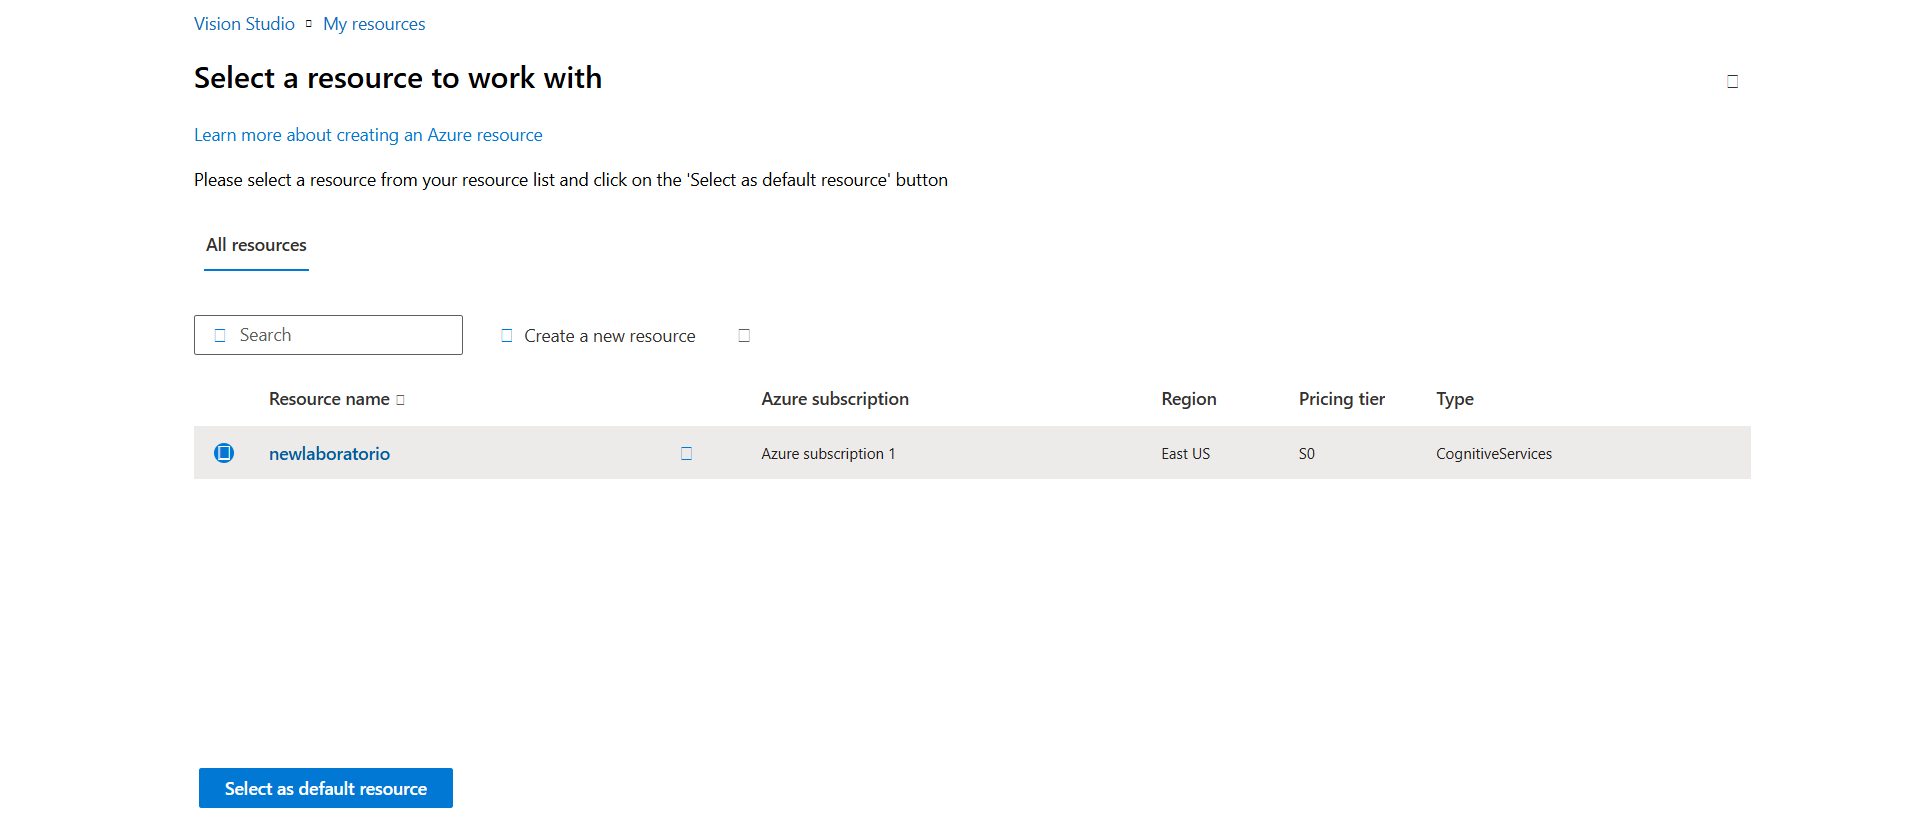 Vision Studio My resources
Select a resource to work with
Learn more about creating an Azure resource
Please select a resource from your resource list and click on the 'Select as default resource' button
All resources
Search Create a new resource
Resource name Azure subscription Region Pricing tier Type
newlaboratorio Azure subscription 1 East US S0 CognitiveServices
Select as default resource